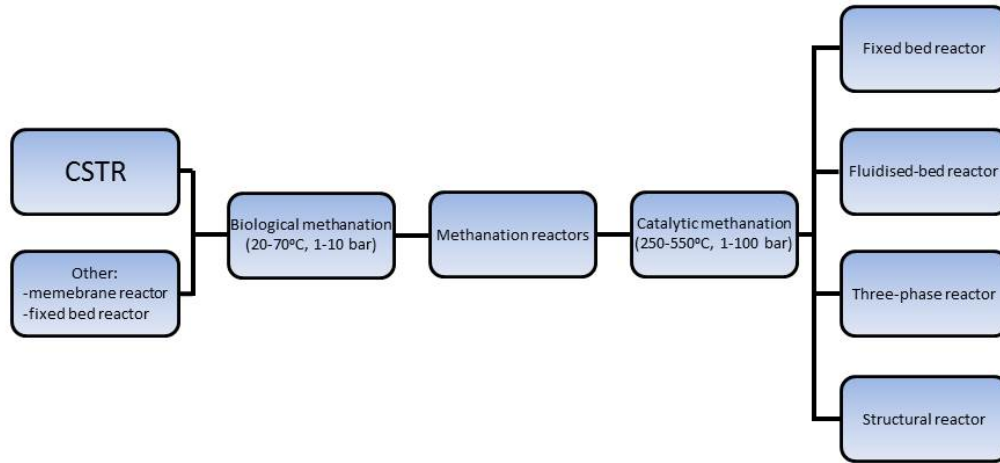 CSTR
Other:
-memebrane reactor
-fixed bed reactor
Biological methanation
(20-70ºC, 1-10 bar)
Methanation reactors
Catalytic methanation
(250-550ºC, 1-100 bar)
Fixed bed reactor
Fluidised-bed reactor
Three-phase reactor
Structural reactor